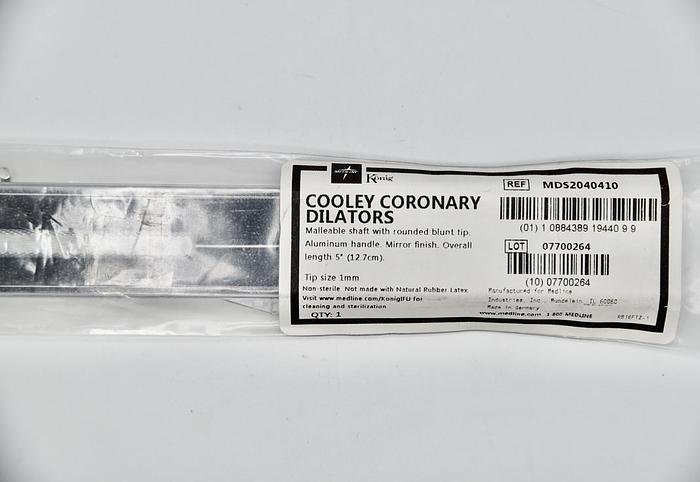 MEDLINE
König
COOLEY CORONARY
DILATORS
Malleable shaft with rounded blunt tip.
Aluminum handle. Mirror finish. Overall
length 5" (12.7cm).
Tip size 1mm
Non-sterile. Not made with Natural Rubber Latex.
Visit www.medline.com/KonigIFU for
cleaning and sterilization
QTY: 1
REF MDS2040410
(01) 1 0884389 19440 9 9
LOT 07700264
(10) 07700264
Manufactured for Medline
Industries, Inc., Mundelein, IL 60060
Made in Germany
www.medline.com 1-800-MEDLINE